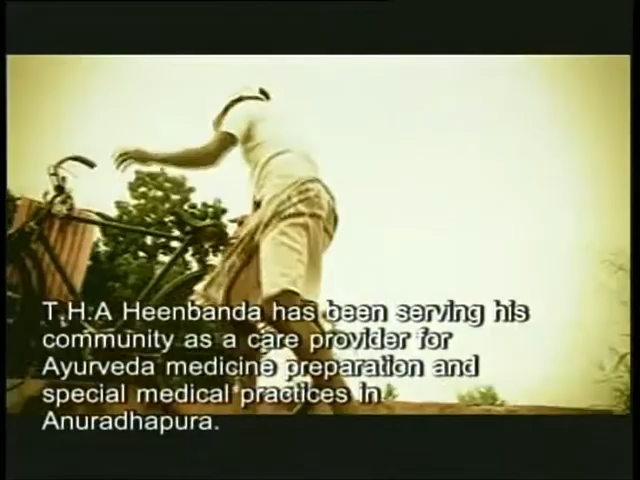 T.H.A Heenbanda has been serving his
community as a care provider for
Ayurveda medicine preparation and
special medical practices in
Anuradhapura.